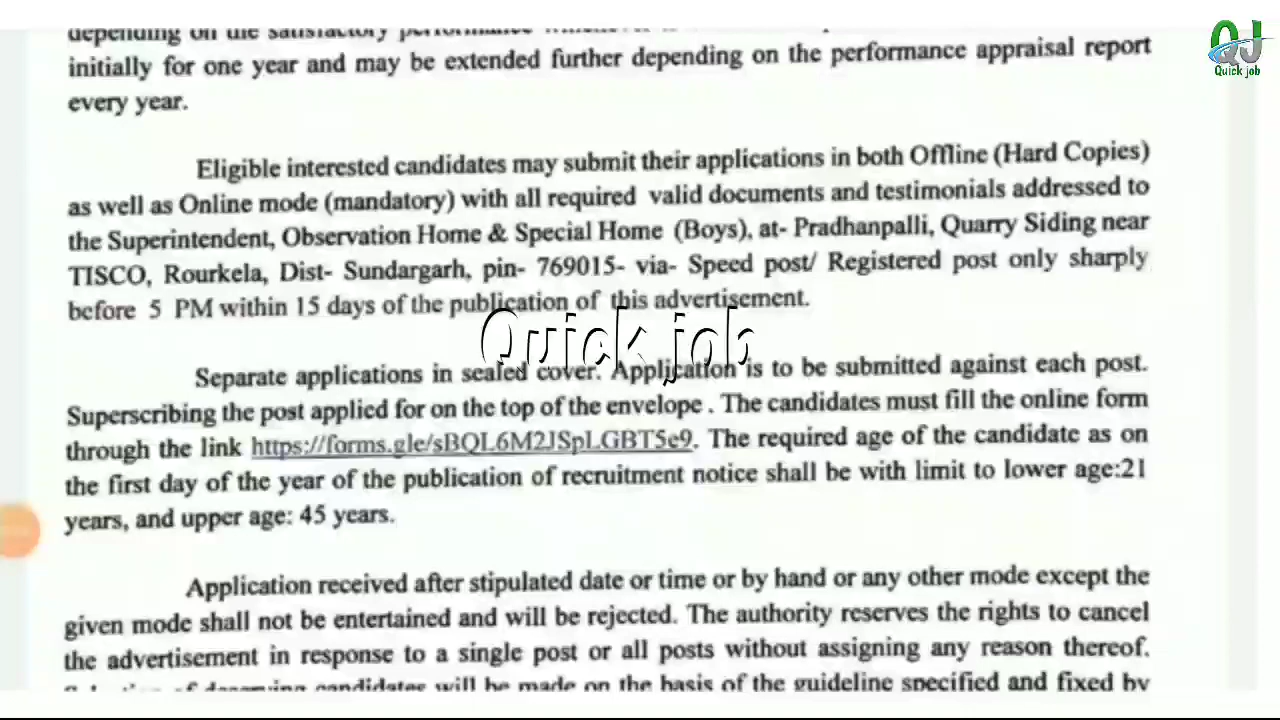 depending on the satisfactory
initially for one year and may be extended further depending on the performance appraisal report
every year.
Eligible interested candidates may submit their applications in both Offline (Hard Copies)
as well as Online mode (mandatory) with all required valid documents and testimonials addressed to
the Superintendent, Observation Home & Special Home (Boys), at- Pradhanpalli, Quarry Siding near
TISCO, Rourkela, Dist- Sundargarh, pin- 769015- via- Speed post/ Registered post only sharply
before 5 PM within 15 days of the publication of this advertisement.
Quick job
Separate applications in sealed cover. Application is to be submitted against each post.
Superscribing the post applied for on the top of the envelope . The candidates must fill the online form
through the link https://forms.gle/sBQL6M2JSpLGBT5e9. The required age of the candidate as on
the first day of the year of the publication of recruitment notice shall be with limit to lower age:21
years, and upper age: 45 years.
Application received after stipulated date or time or by hand or any other mode except the
given mode shall not be entertained and will be rejected. The authority reserves the rights to cancel
the advertisement in response to a single post or all posts without assigning any reason thereof.
candidates will be made on the basis of the guideline specified and fixed by
QJ
Quick job